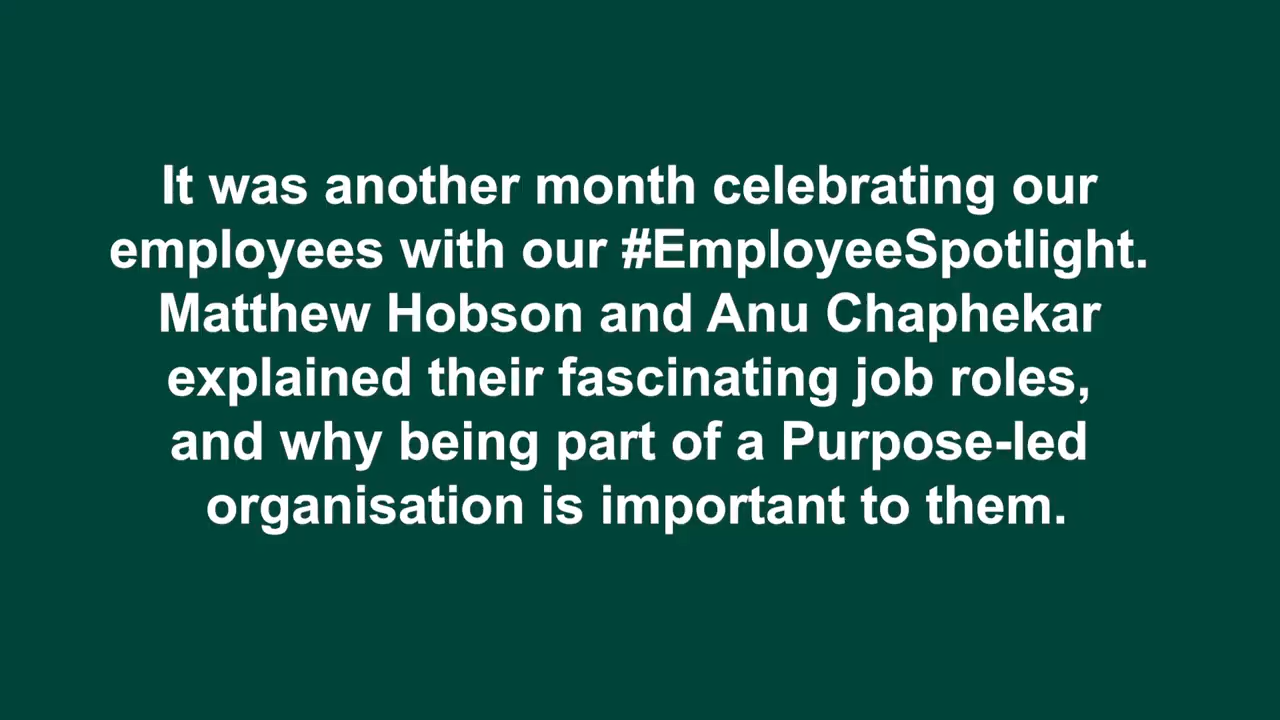 It was another month celebrating our
employees with our #EmployeeSpotlight.
Matthew Hobson and Anu Chaphekar
explained their fascinating job roles,
and why being part of a Purpose-led
organisation is important to them.